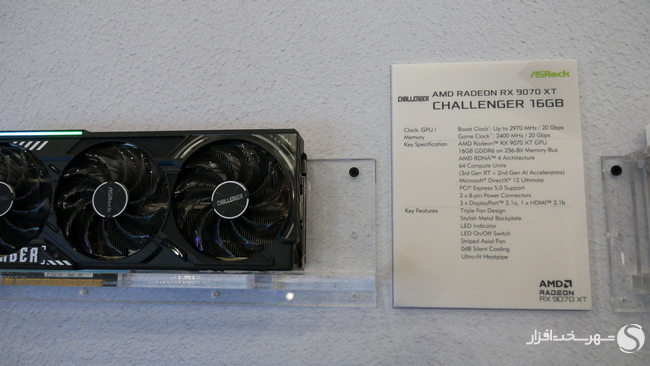 ASRock
CHALLENGER AMD RADEON RX 9070 XT
CHALLENGER 16GB
Clock: GPU / Memory Boost Clock: Up to 2970 MHz / 20 Gbps
Game Clock: 2400 MHz / 20 Gbps
Key Specification AMD Radeon™ RX 9070 XT GPU
16GB GDDR6 on 256-Bit Memory Bus
AMD RDNA™ 4 Architecture
64 Compute Units
(3rd Gen RT + 2nd Gen AI Accelerators)
Microsoft® DirectX® 12 Ultimate
PCI® Express 5.0 Support
2 x 8-pin Power Connectors
3 x DisplayPort™ 2.1a, 1 x HDMI™ 2.1b
Key Features Triple Fan Design
Stylish Metal Backplate
LED Indicator
LED On/Off Switch
Striped Axial Fan
0dB Silent Cooling
Ultra-fit Heatpipe
AMD
RADEON
RX 9070 XT
ASRock
CHALLENGER
شهر سخت‌افزار